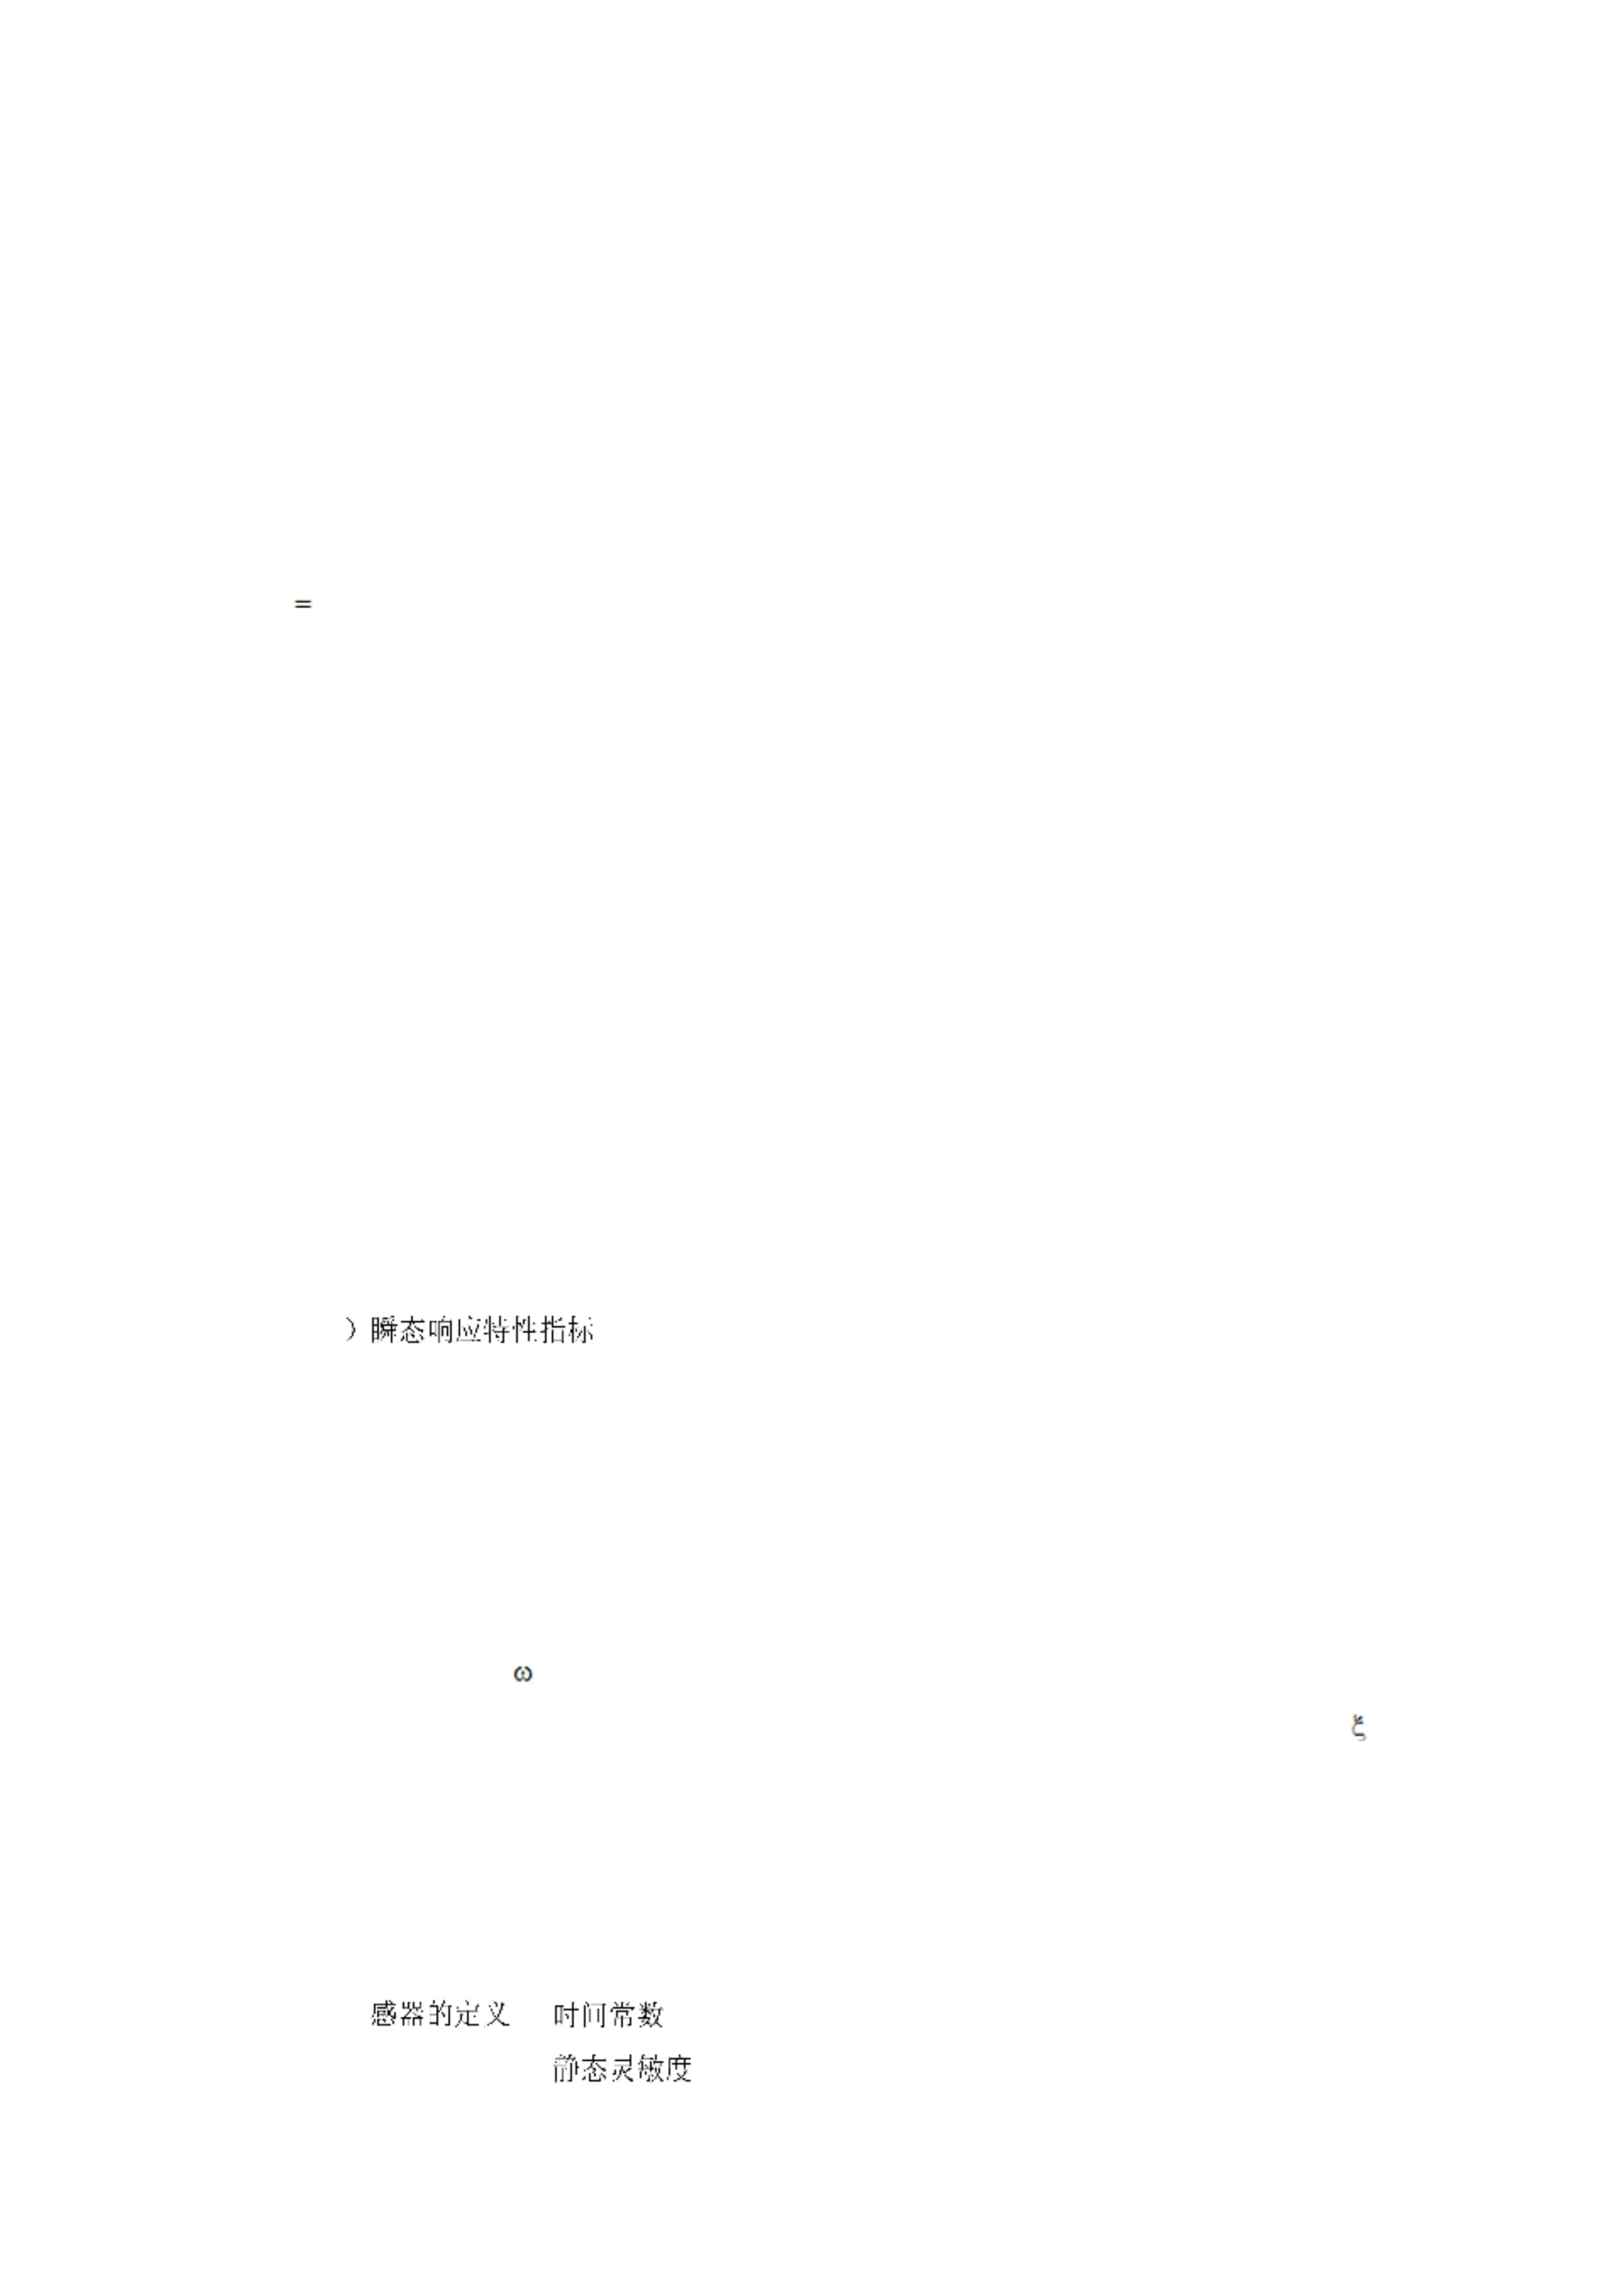 =
）瞬态响应特性指标
ω
ξ
感器的定义 时间常数
静态灵敏度